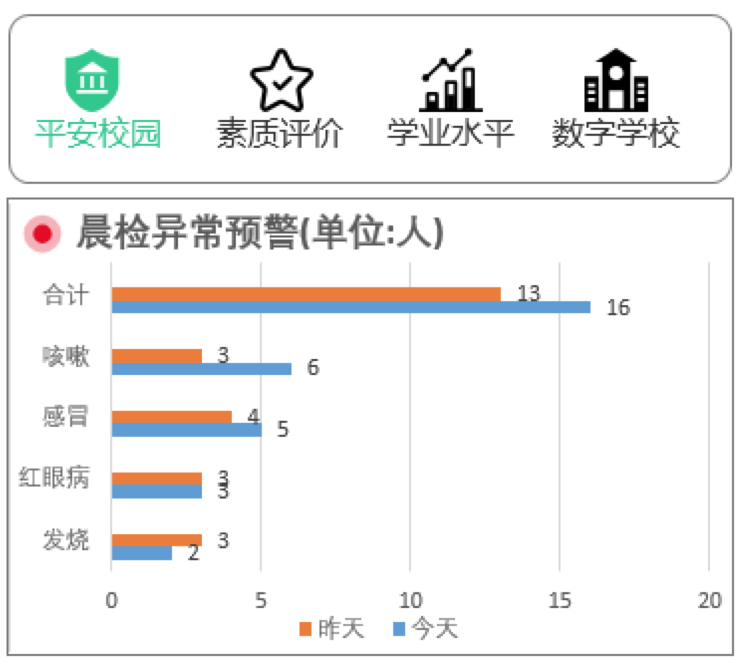 平安校园 素质评价 学业水平 数字学校
晨检异常预警(单位:人)
合计 13
16
咳嗽 3
6
感冒 4
5
红眼病 3
3
发烧 3
2
0 5 10 15 20
昨天 今天